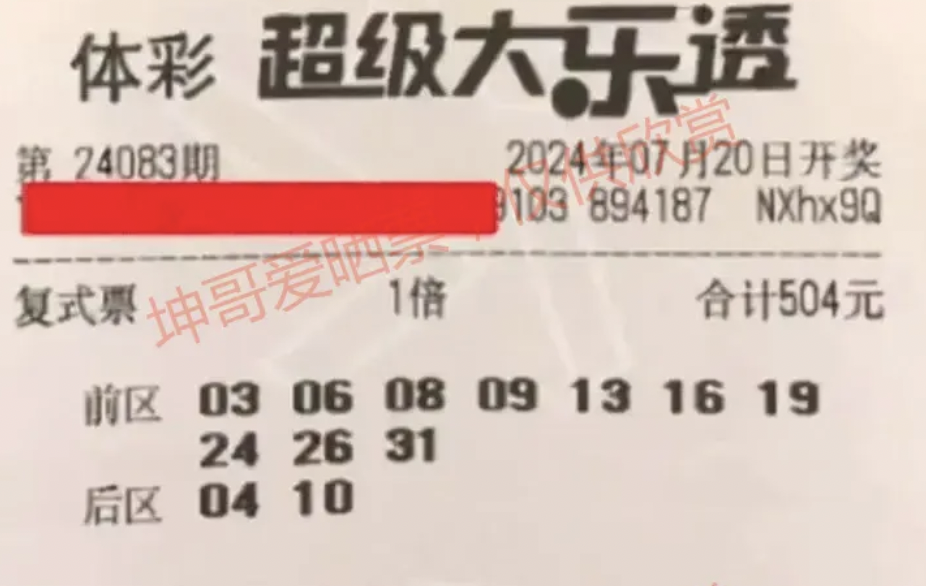 体彩 超级大乐透
第 24083期 2024年07月20日开奖
9103 894187 NXhx9Q
复式票 1倍 合计504元
前区 03 06 08 09 13 16 19
24 26 31
后区 04 10
坤哥爱晒票,仅供欣赏